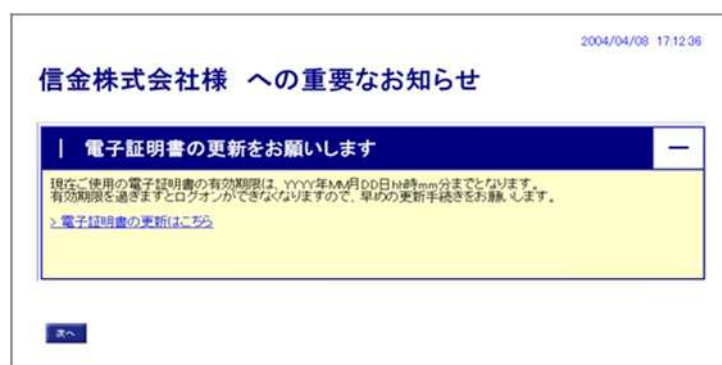 2004/04/08 17:12:36
信金株式会社様 への重要なお知らせ
| 電子証明書の更新をお願いします
現在ご使用の電子証明書の有効期限は、YYYY年MM月DD日hh時mm分までとなります。
有効期限を過ぎますとログオンができなくなりますので、早めの更新手続きをお願いします。
> 電子証明書の更新はこちら
次へ